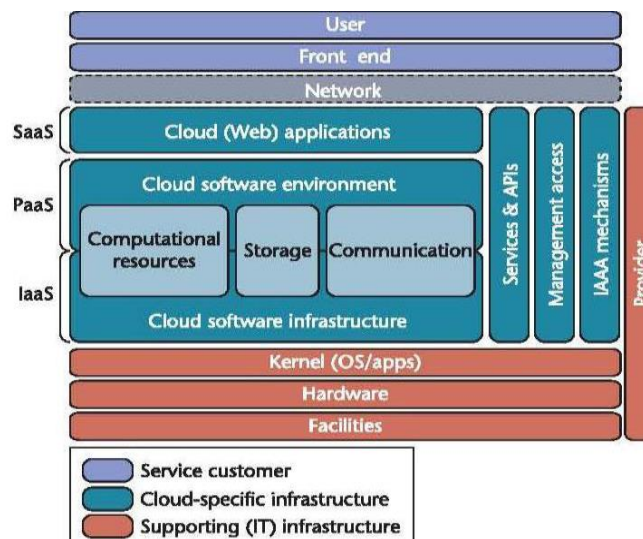 User
Front end
Network
SaaS
Cloud (Web) applications
PaaS
Cloud software environment
Computational
resources
Storage
Communication
IaaS
Cloud software infrastructure
Services & APIs
Management access
IAAA mechanisms
Provider
Kernel (OS/apps)
Hardware
Facilities
Service customer
Cloud-specific infrastructure
Supporting (IT) infrastructure